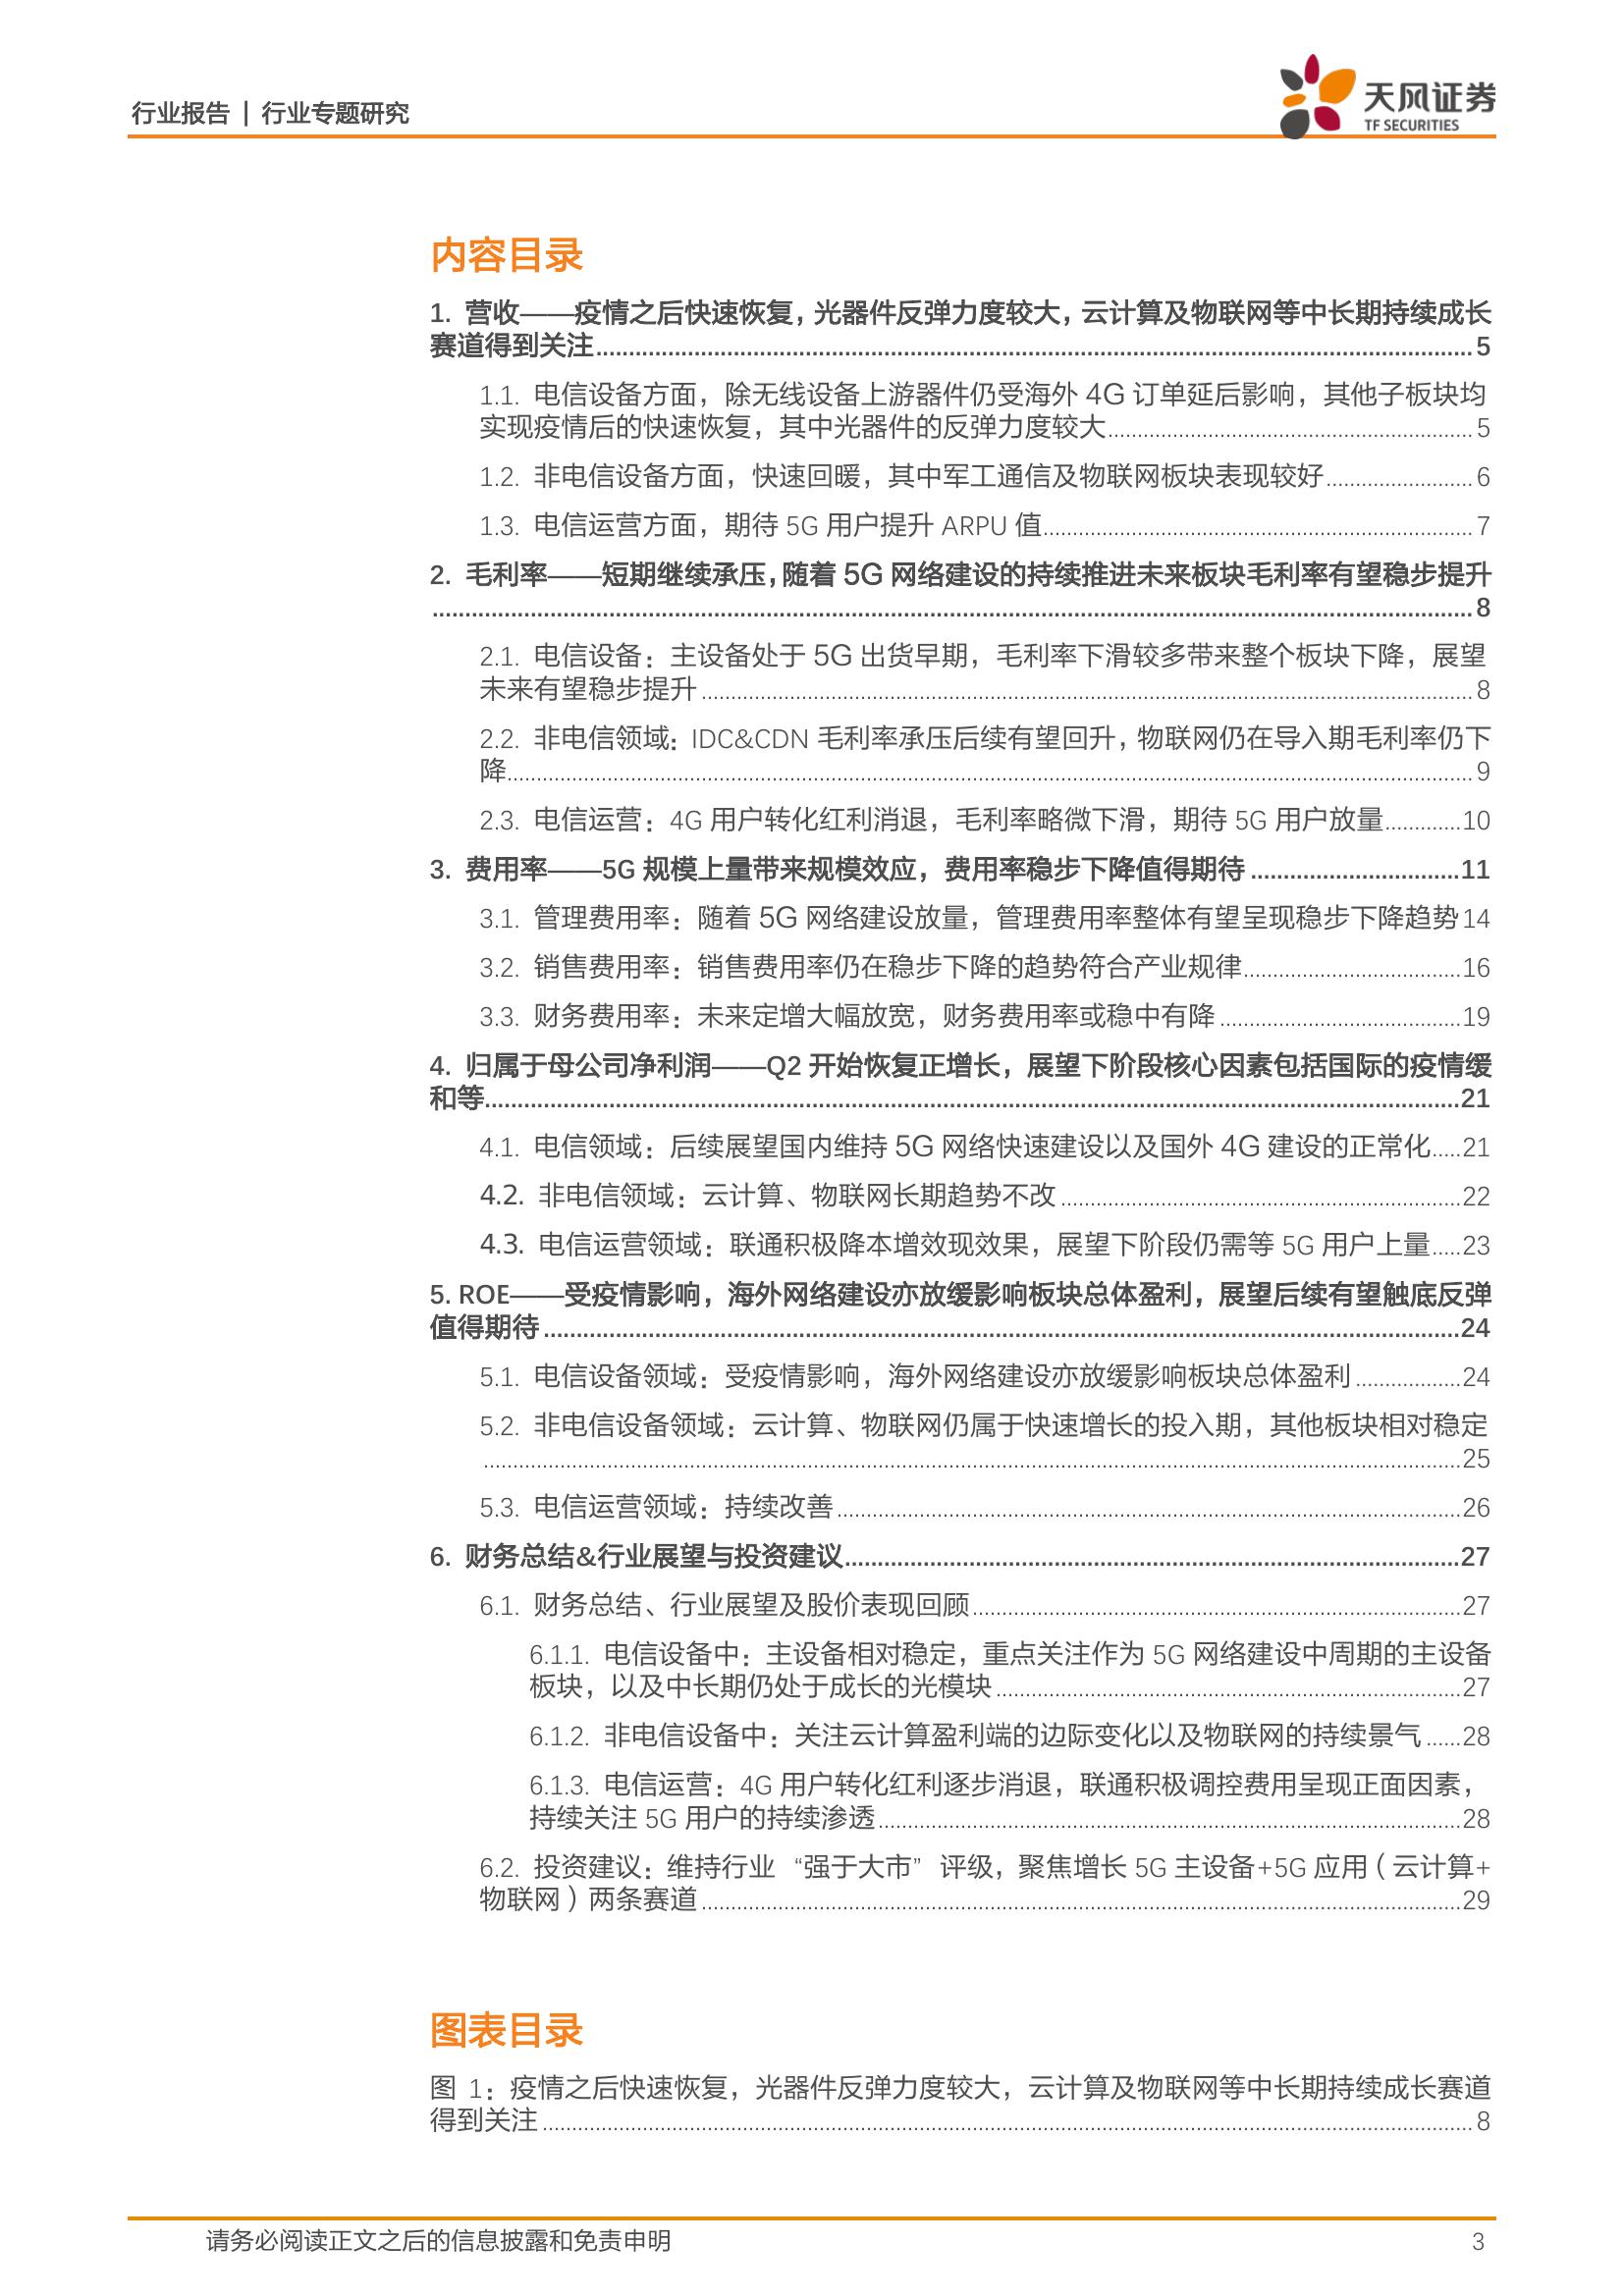 行业报告 | 行业专题研究
天风证券
TF SECURITIES
内容目录
1. 营收——疫情之后快速恢复，光器件反弹力度较大，云计算及物联网等中长期持续成长
赛道得到关注 5
1.1. 电信设备方面，除无线设备上游器件仍受海外 4G 订单延后影响，其他子板块均
实现疫情后的快速恢复，其中光器件的反弹力度较大 5
1.2. 非电信设备方面，快速回暖，其中军工通信及物联网板块表现较好 6
1.3. 电信运营方面，期待 5G 用户提升 ARPU 值 7
2. 毛利率——短期继续承压，随着 5G 网络建设的持续推进未来板块毛利率有望稳步提升
8
2.1. 电信设备：主设备处于 5G 出货早期，毛利率下滑较多带来整个板块下降，展望
未来有望稳步提升 8
2.2. 非电信领域：IDC&CDN 毛利率承压后续有望回升，物联网仍在导入期毛利率仍下
降 9
2.3. 电信运营：4G 用户转化红利消退，毛利率略微下滑，期待 5G 用户放量 10
3. 费用率——5G 规模上量带来规模效应，费用率稳步下降值得期待 11
3.1. 管理费用率：随着 5G 网络建设放量，管理费用率整体有望呈现稳步下降趋势 14
3.2. 销售费用率：销售费用率仍在稳步下降的趋势符合产业规律 16
3.3. 财务费用率：未来定增大幅放宽，财务费用率或稳中有降 19
4. 归属于母公司净利润——Q2 开始恢复正增长，展望下阶段核心因素包括国际的疫情缓
和等 21
4.1. 电信领域：后续展望国内维持 5G 网络快速建设以及国外 4G 建设的正常化 21
4.2. 非电信领域：云计算、物联网长期趋势不改 22
4.3. 电信运营领域：联通积极降本增效现效果，展望下阶段仍需等 5G 用户上量 23
5. ROE——受疫情影响，海外网络建设亦放缓影响板块总体盈利，展望后续有望触底反弹
值得期待 24
5.1. 电信设备领域：受疫情影响，海外网络建设亦放缓影响板块总体盈利 24
5.2. 非电信设备领域：云计算、物联网仍属于快速增长的投入期，其他板块相对稳定
25
5.3. 电信运营领域：持续改善 26
6. 财务总结&行业展望与投资建议 27
6.1. 财务总结、行业展望及股价表现回顾 27
6.1.1. 电信设备中：主设备相对稳定，重点关注作为 5G 网络建设中周期的主设备
板块，以及中长期仍处于成长的光模块 27
6.1.2. 非电信设备中：关注云计算盈利端的边际变化以及物联网的持续景气 28
6.1.3. 电信运营：4G 用户转化红利逐步消退，联通积极调控费用呈现正面因素，
持续关注 5G 用户的持续渗透 28
6.2. 投资建议：维持行业 “强于大市” 评级，聚焦增长 5G 主设备+5G 应用（云计算+
物联网）两条赛道 29
图表目录
图 1：疫情之后快速恢复，光器件反弹力度较大，云计算及物联网等中长期持续成长赛道
得到关注 8
请务必阅读正文之后的信息披露和免责申明 3